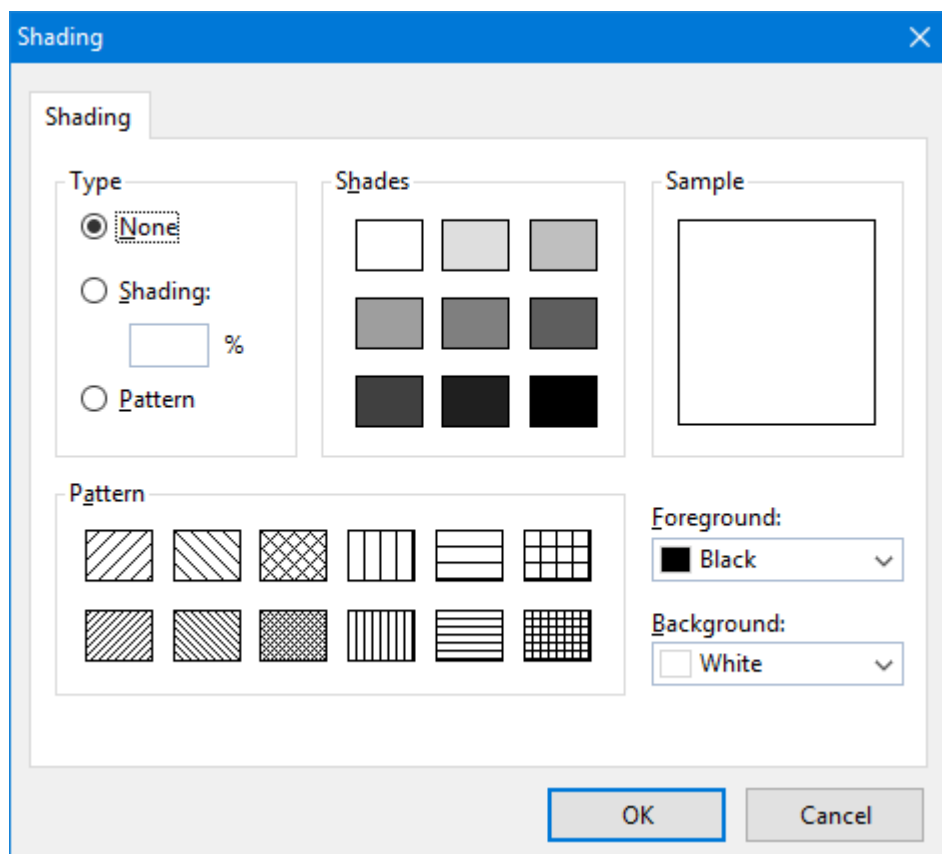 Shading
Shading
Type
None
Shading:
%
Pattern
Shades
Sample
Pattern
Foreground:
Black
Background:
White
OK
Cancel